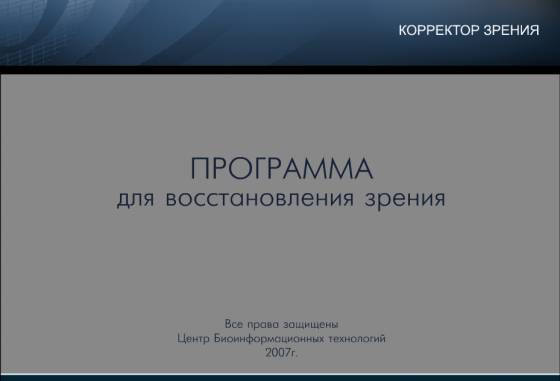 КОРРЕКТОР ЗРЕНИЯ
ПРОГРАММА
для восстановления зрения
Все права защищены
Центр Биоинформационных технологий
2007г.